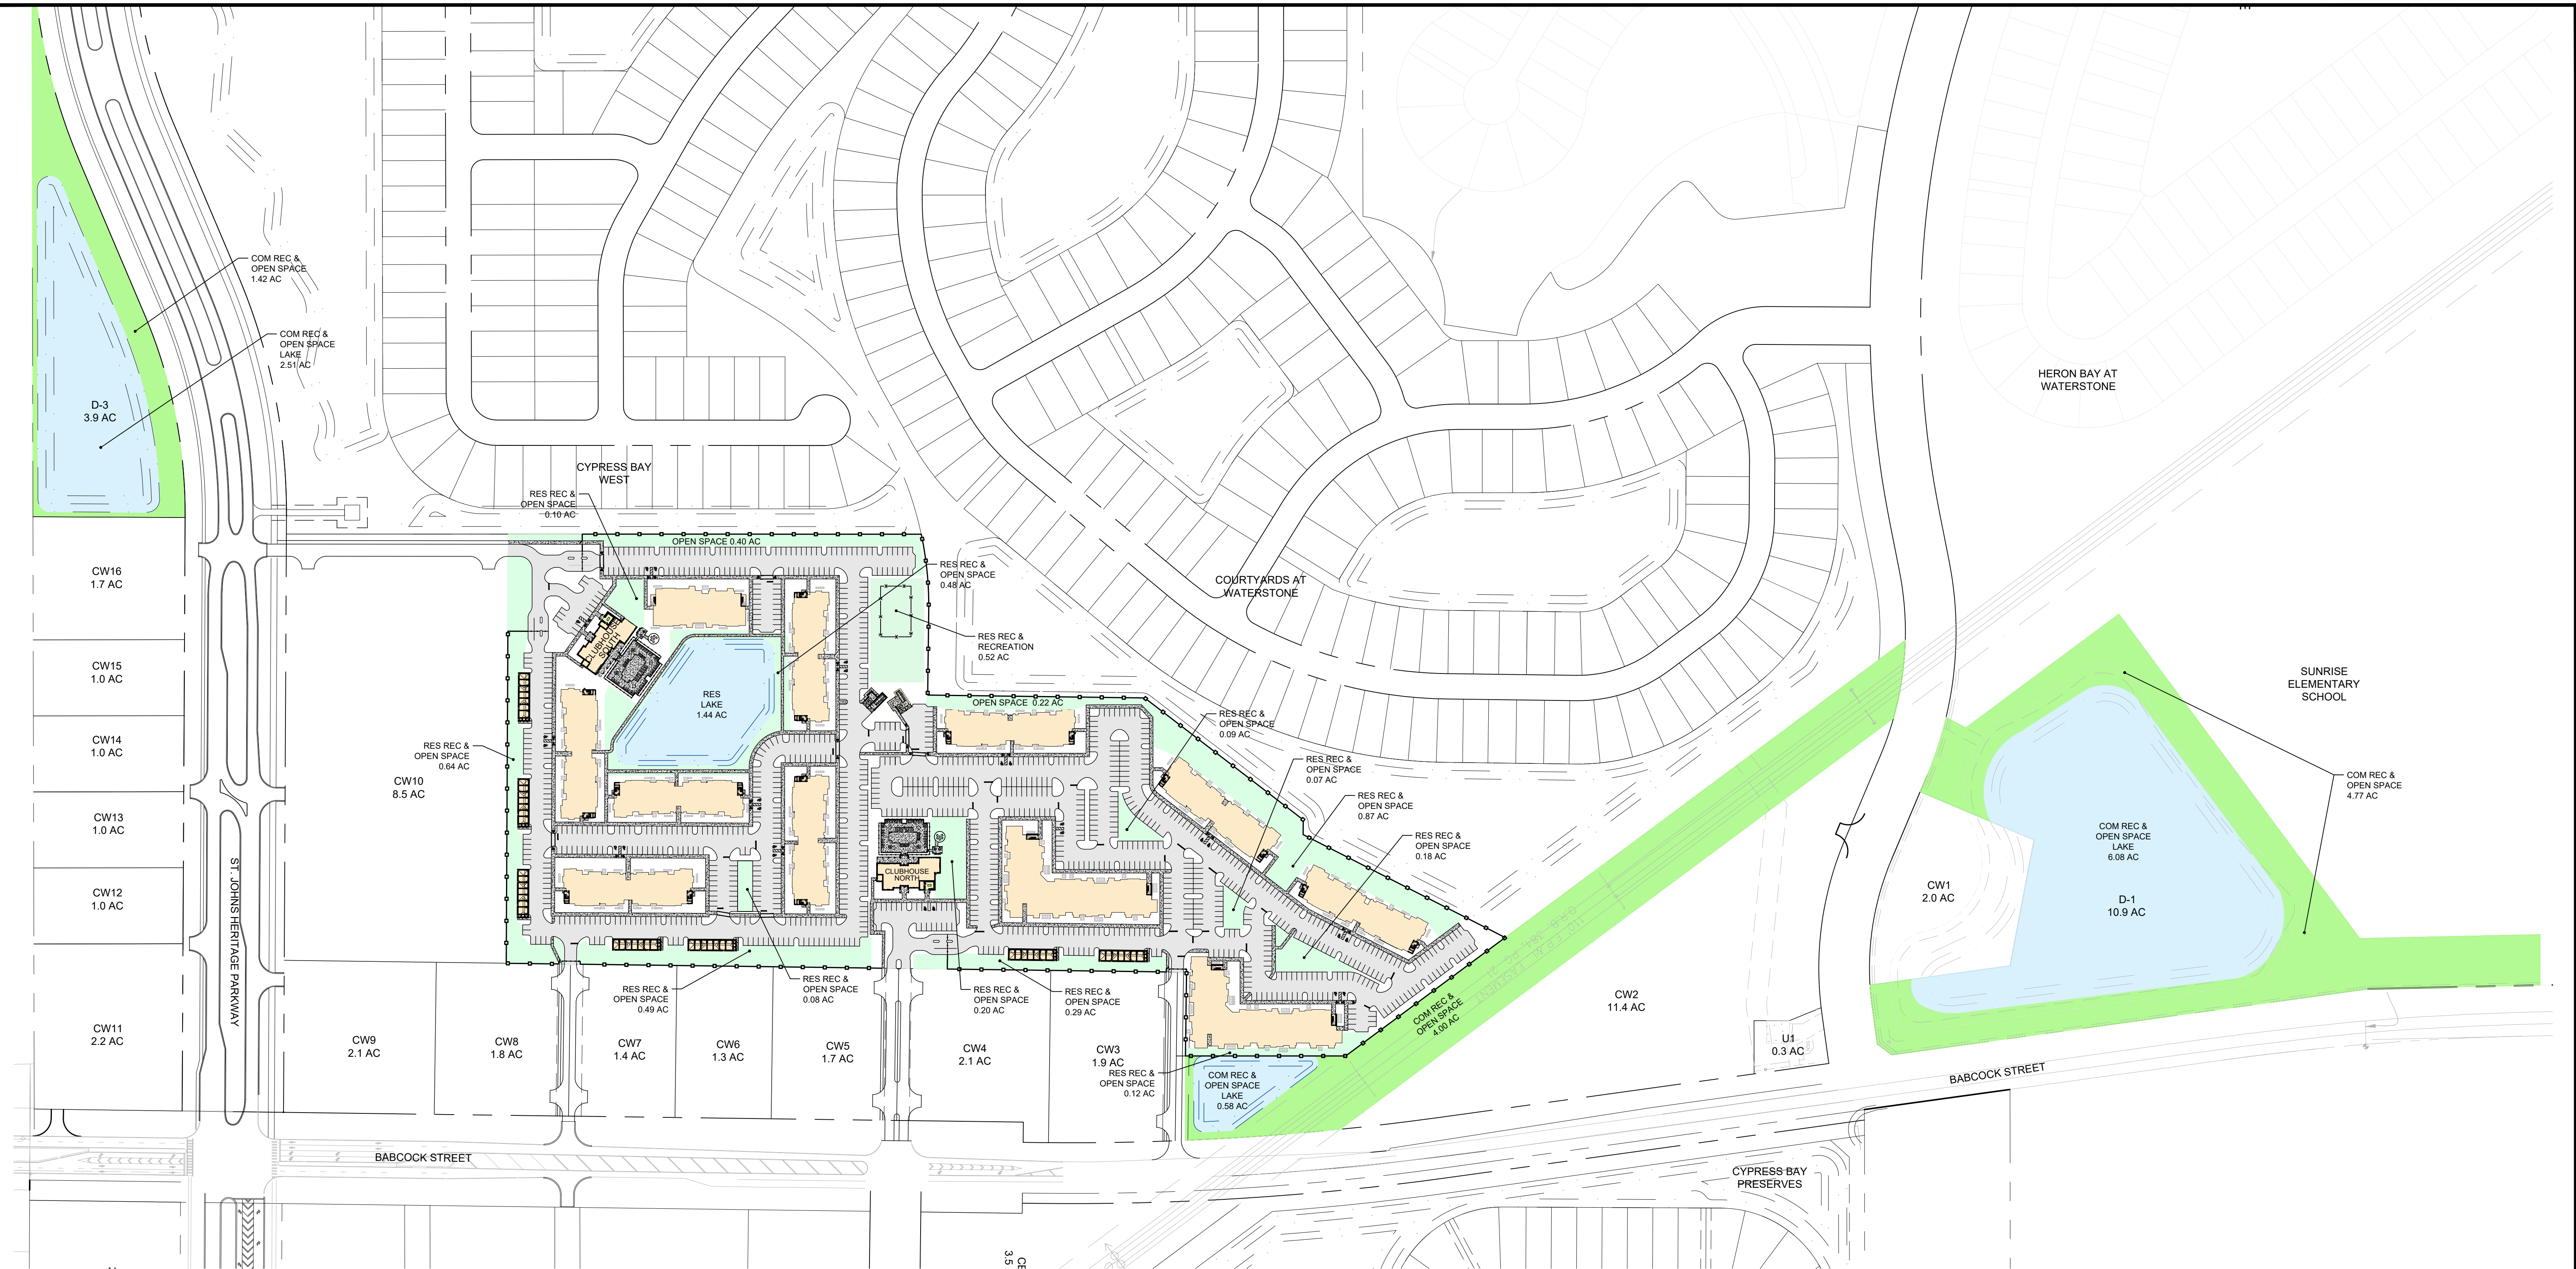 COM REC &
OPEN SPACE
1.42 AC
COM REC &
OPEN SPACE
LAKE
2.51 AC
D-3
3.9 AC
HERON BAY AT
WATERSTONE
CYPRESS BAY
WEST
RES REC &
OPEN SPACE
0.10 AC
OPEN SPACE 0.40 AC
RES REC &
OPEN SPACE
0.48 AC
COURTYARDS AT
WATERSTONE
CW16
1.7 AC
CLUBHOUSE
SOUTH
RES REC &
RECREATION
0.52 AC
CW15
1.0 AC
RES
LAKE
1.44 AC
OPEN SPACE 0.22 AC
SUNRISE
ELEMENTARY
SCHOOL
RES REC &
OPEN SPACE
0.09 AC
CW14
1.0 AC
RES REC &
OPEN SPACE
0.64 AC
CW10
8.5 AC
RES REC &
OPEN SPACE
0.07 AC
RES REC &
OPEN SPACE
0.87 AC
COM REC &
OPEN SPACE
4.77 AC
CW13
1.0 AC
RES REC &
OPEN SPACE
0.18 AC
COM REC &
OPEN SPACE
LAKE
6.08 AC
CLUBHOUSE
NORTH
CW12
1.0 AC
CW1
2.0 AC
D-1
10.9 AC
ST. JOHNS HERITAGE PARKWAY
RES REC &
OPEN SPACE
0.49 AC
RES REC &
OPEN SPACE
0.08 AC
RES REC &
OPEN SPACE
0.20 AC
RES REC &
OPEN SPACE
0.29 AC
COM REC &
OPEN SPACE
4.00 AC
CW2
11.4 AC
CW11
2.2 AC
CW9
2.1 AC
CW8
1.8 AC
CW7
1.4 AC
CW6
1.3 AC
CW5
1.7 AC
CW4
2.1 AC
CW3
1.9 AC
RES REC &
OPEN SPACE
0.12 AC
COM REC &
OPEN SPACE
LAKE
0.58 AC
U1
0.3 AC
BABCOCK STREET
BABCOCK STREET
CYPRESS BAY
PRESERVES
3.5